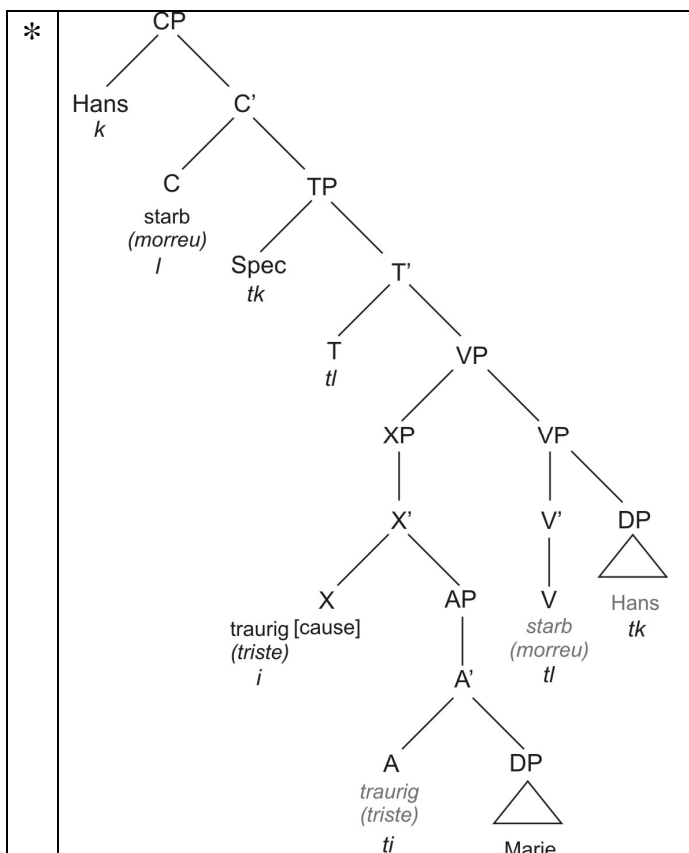 *
CP
Hans
k
C’
C
starb
(morreu)
l
TP
Spec
tk
T’
T
tl
VP
XP
VP
X’
V’
DP
X
AP
V
Hans
traurig [cause]
(triste)
i
starb
(morreu)
tl
tk
A’
A
DP
traurig
(triste)
ti
Marie